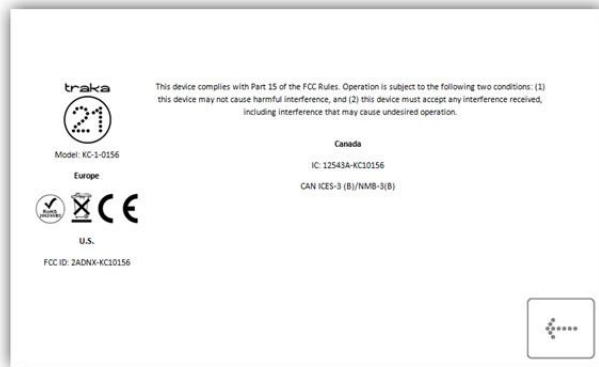 traka
21
Model: KC-1-0156
Europe
RoHS
CE
U.S.
FCC ID: 2ADNX-KC10156
This device complies with Part 15 of the FCC Rules. Operation is subject to the following two conditions: (1)
this device may not cause harmful interference, and (2) this device must accept any interference received,
including interference that may cause undesired operation.
Canada
IC: 12543A-KC10156
CAN ICES-3 (B)/NMB-3(B)